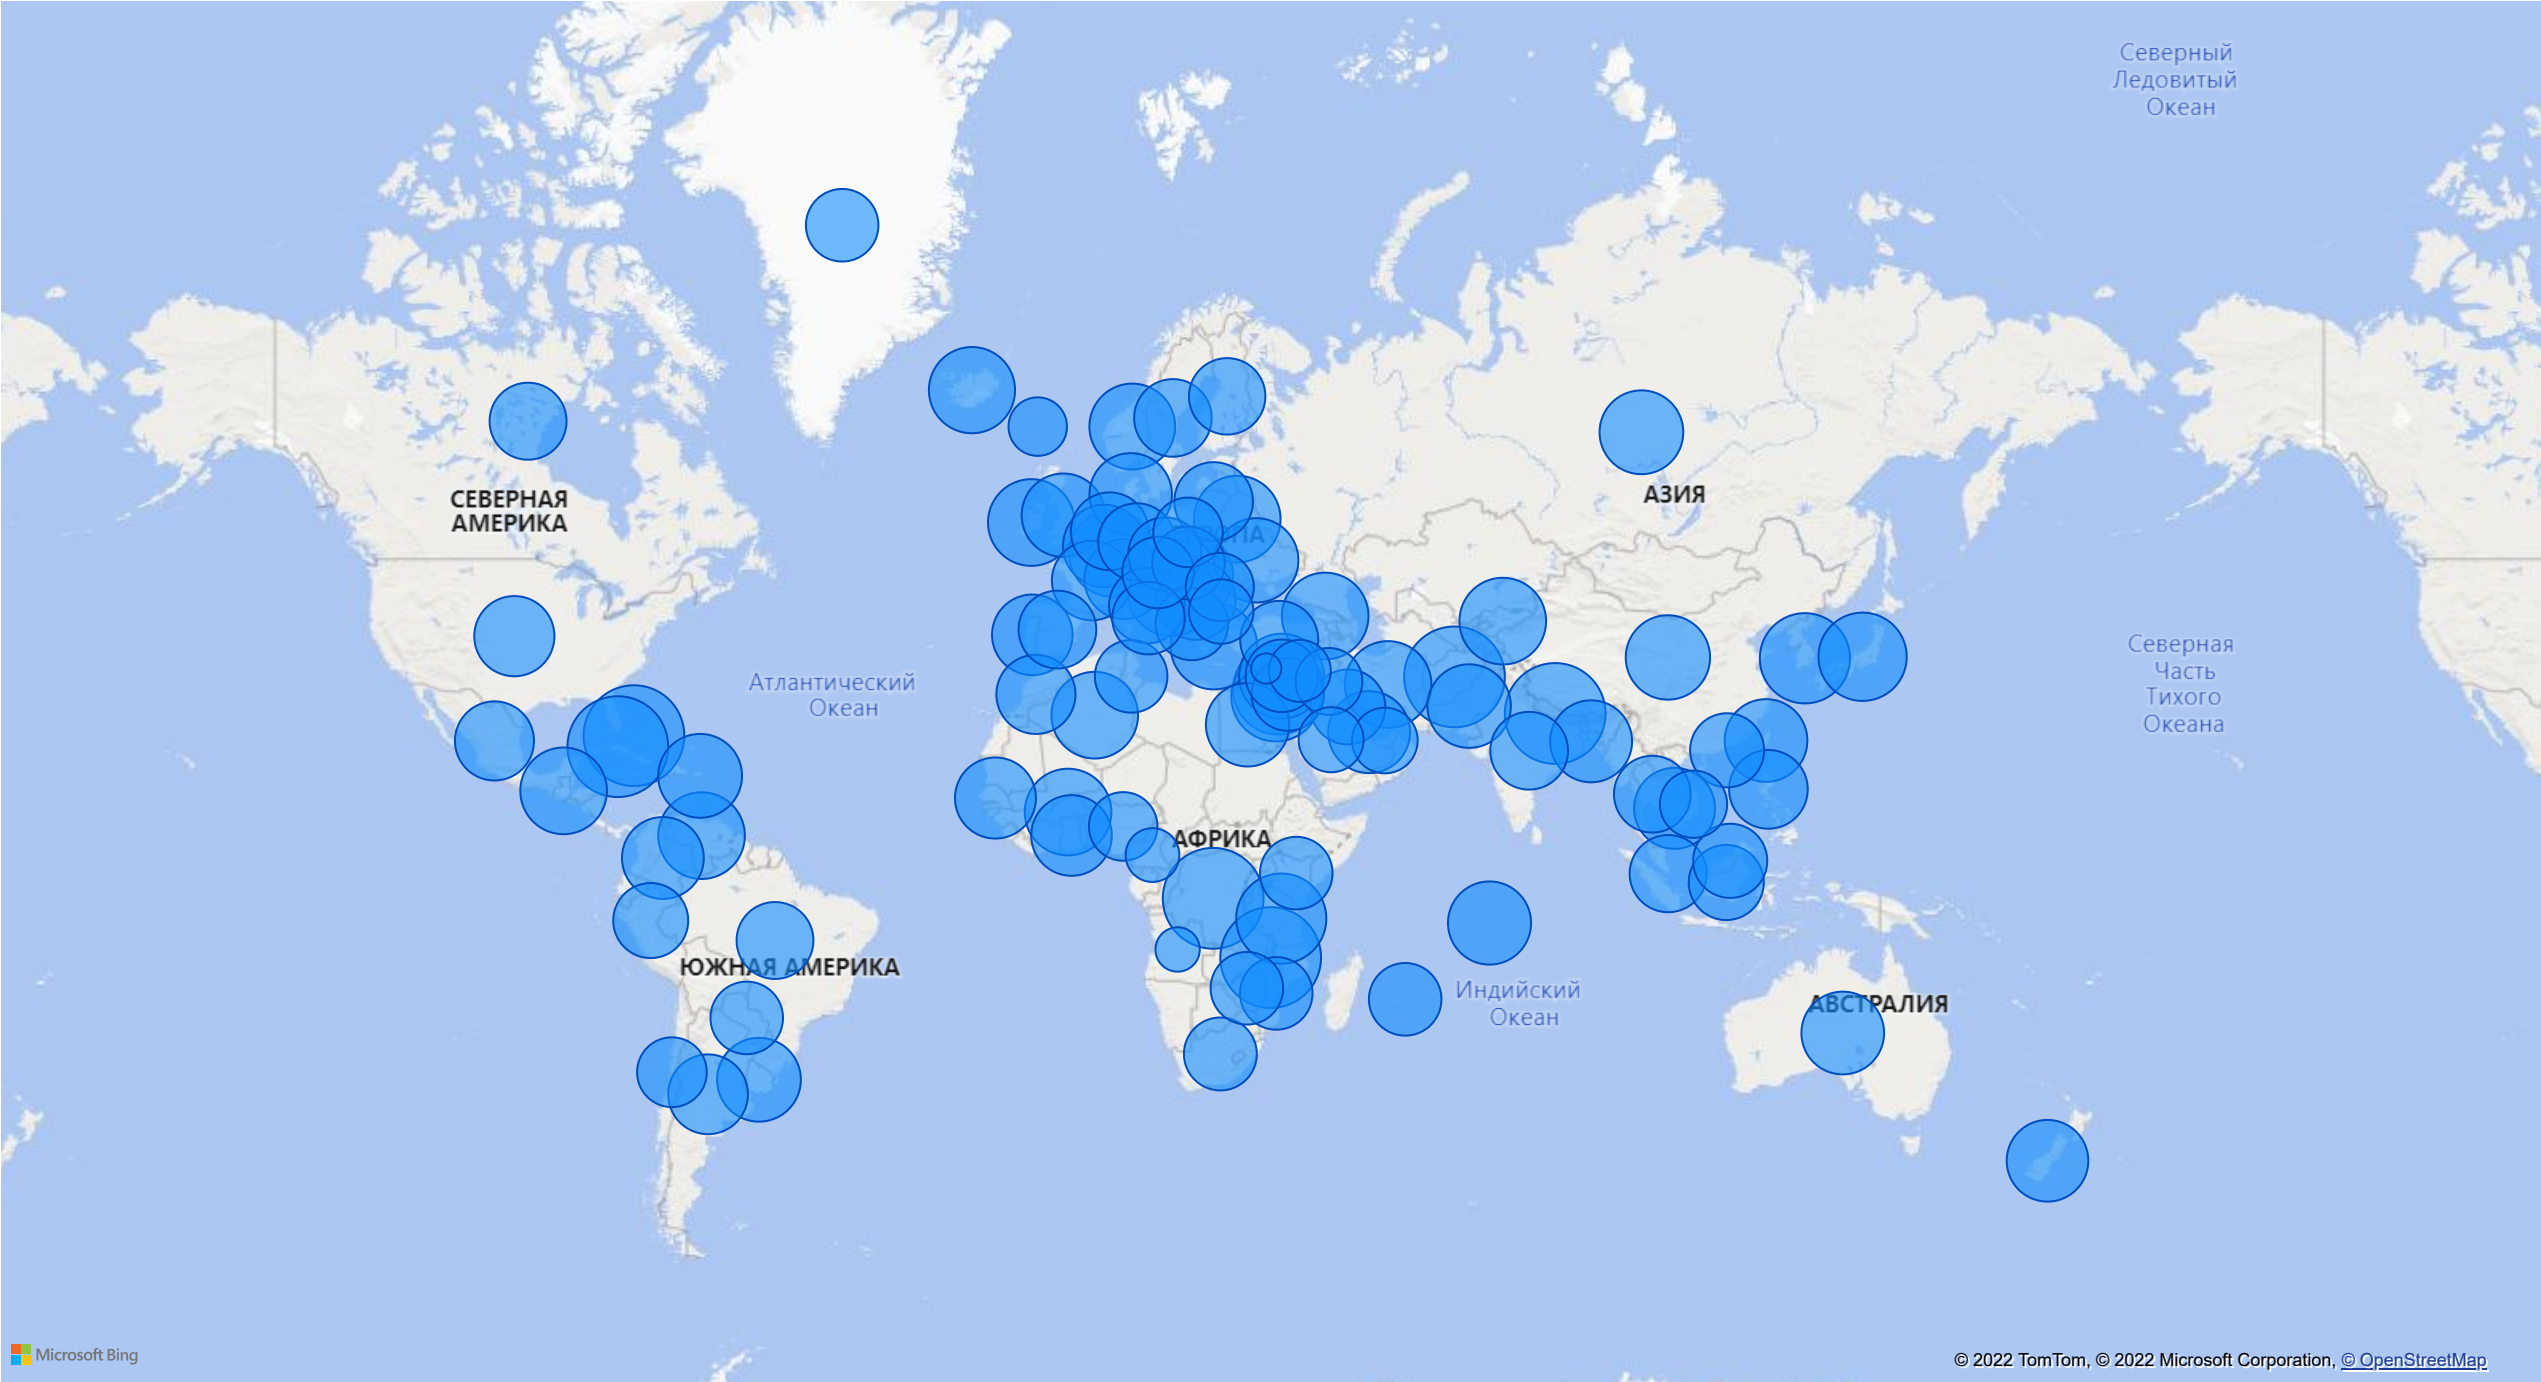 Северный
Ледовитый
Океан
СЕВЕРНАЯ
АМЕРИКА
АЗИЯ
Атлантический
Океан
Северная
Часть
Тихого
Океана
АФРИКА
ЮЖНАЯ АМЕРИКА
Индийский
Океан
АВСТРАЛИЯ
Microsoft Bing
© 2022 TomTom, © 2022 Microsoft Corporation, © OpenStreetMap